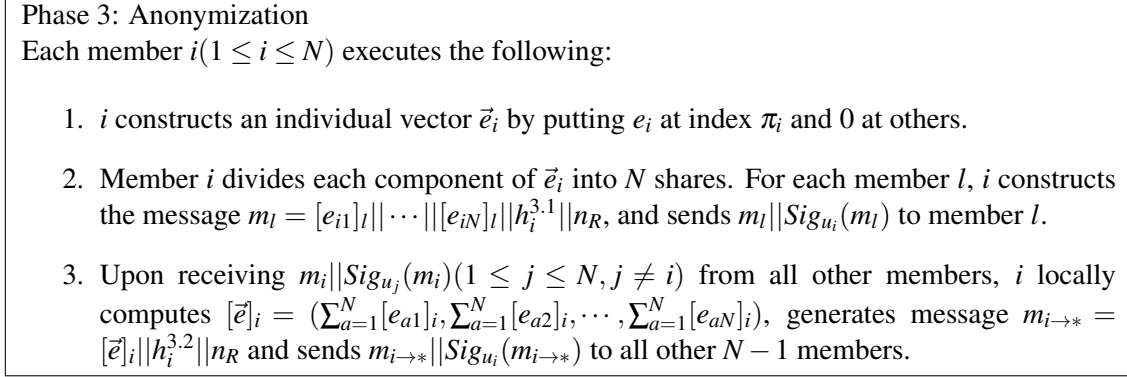 Phase 3: Anonymization
Each member i(1 ≤ i ≤ N) executes the following:
1. i constructs an individual vector \vec{e}_i by putting e_i at index π_i and 0 at others.
2. Member i divides each component of \vec{e}_i into N shares. For each member l, i constructs
the message m_l = [e_{i1}]_l||···||[e_{iN}]_l||h_i^{3.1}||n_R, and sends m_l||Sig_{u_i}(m_l) to member l.
3. Upon receiving m_i||Sig_{u_j}(m_i)(1 ≤ j ≤ N, j ≠ i) from all other members, i locally
computes [\vec{e}]_i = (∑_{a=1}^N[e_{a1}]_i, ∑_{a=1}^N[e_{a2}]_i, ··· , ∑_{a=1}^N[e_{aN}]_i), generates message m_{i→*} =
[\vec{e}]_i||h_i^{3.2}||n_R and sends m_{i→*}||Sig_{u_i}(m_{i→*}) to all other N − 1 members.